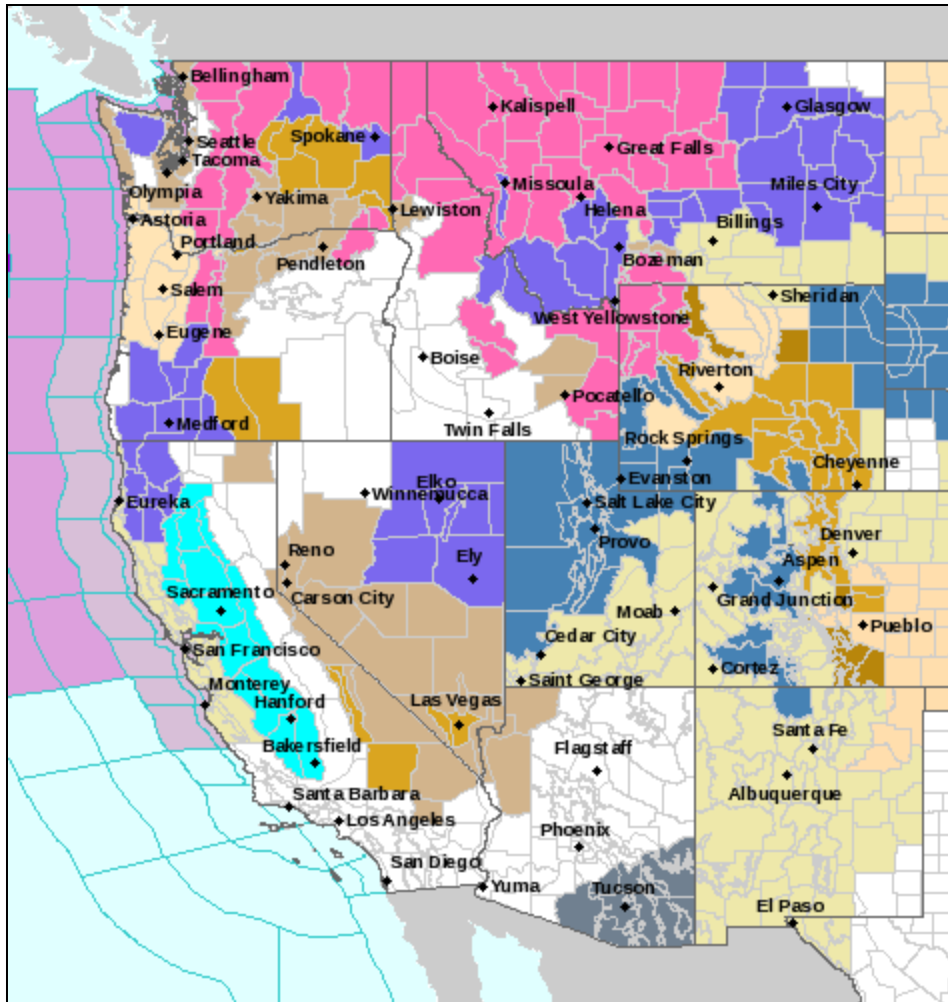 Bellingham
Kalispell
Glasgow
Spokane
Seattle
Great Falls
Tacoma
Missoula
Miles City
Olympia
Yakima
Lewiston
Helena
Astoria
Billings
Portland
Pendleton
Bozeman
Salem
West Yellowstone
Sheridan
Eugene
Boise
Riverton
Pocatello
Medford
Twin Falls
Rock Springs
Cheyenne
Elko
Evanston
Winnemucca
Eureka
Salt Lake City
Provo
Denver
Reno
Ely
Aspen
Sacramento
Carson City
Grand Junction
Moab
Pueblo
Cedar City
San Francisco
Cortez
Saint George
Monterey
Hanford
Las Vegas
Santa Fe
Bakersfield
Flagstaff
Albuquerque
Santa Barbara
Los Angeles
Phoenix
San Diego
Yuma
Tucson
El Paso